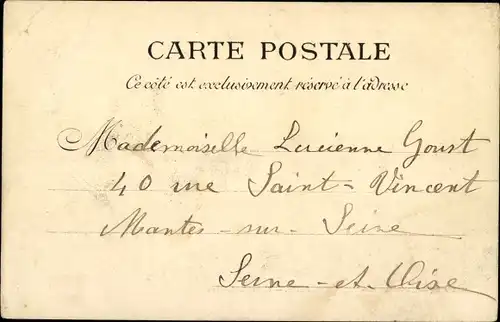 CARTE POSTALE
Ce côté est exclusivement réservé à l'adresse
Mademoiselle Lucienne Goust
40 rue Saint-Vincent
Mantes-sur-Seine
Seine-et-Oise